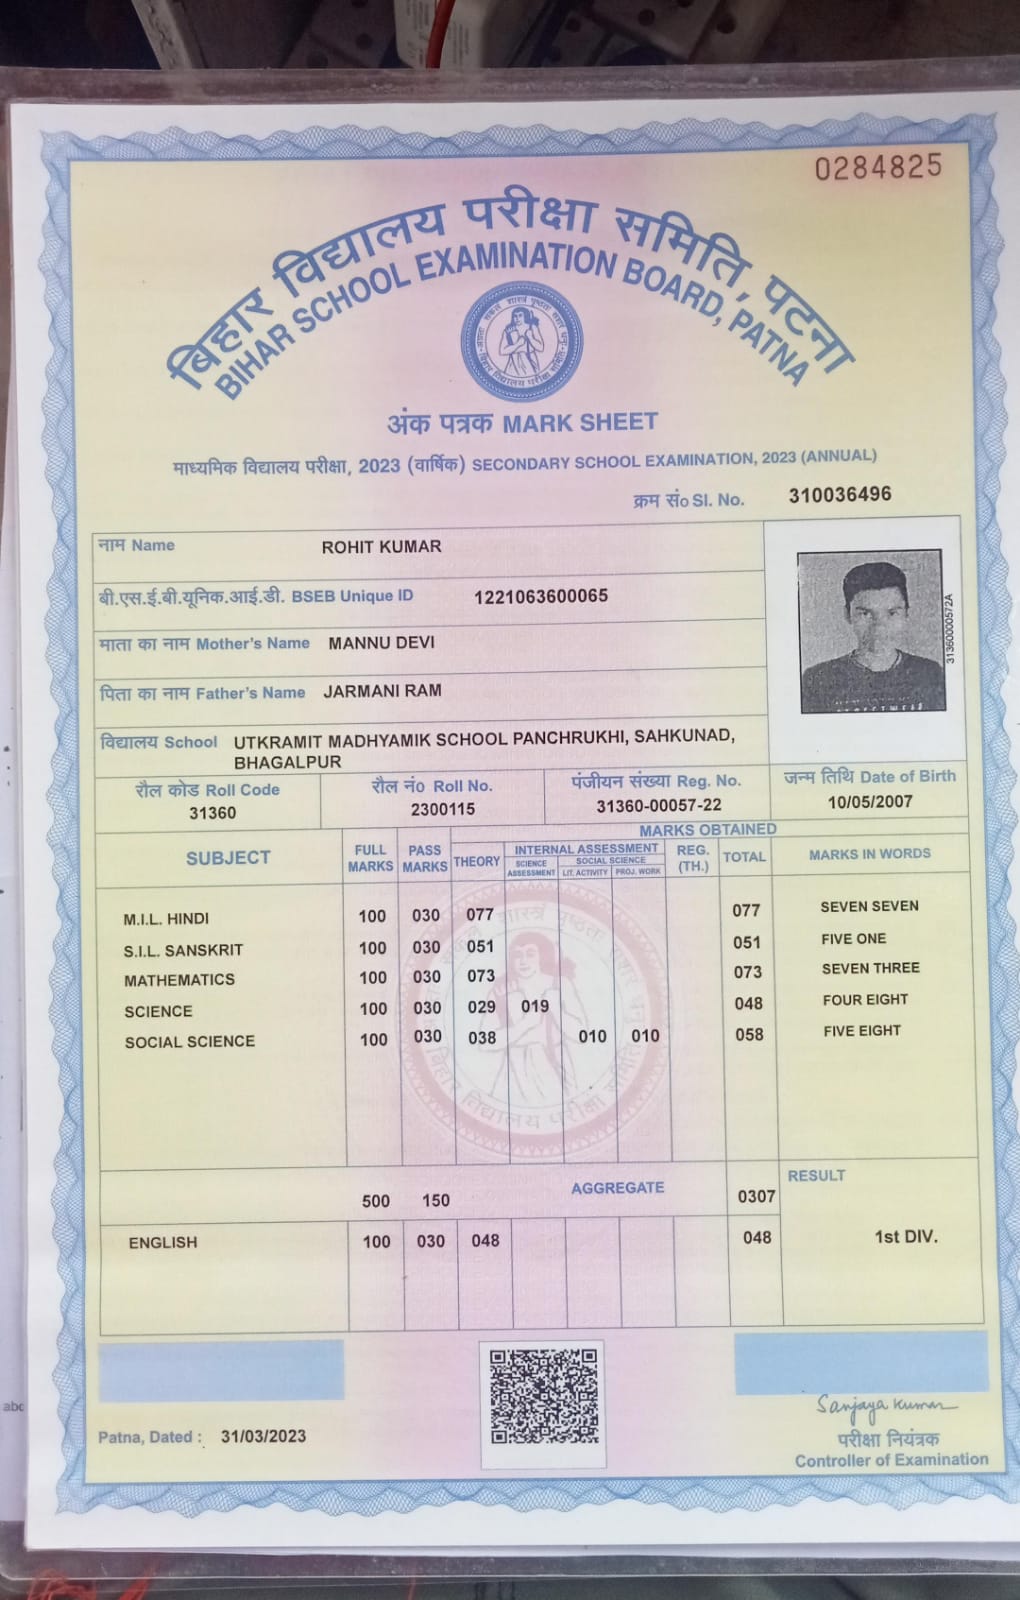 0284825
बिहार विद्यालय परीक्षा समिति, पटना
BIHAR SCHOOL EXAMINATION BOARD, PATNA
अंक पत्रक MARK SHEET
माध्यमिक विद्यालय परीक्षा, 2023 (वार्षिक) SECONDARY SCHOOL EXAMINATION, 2023 (ANNUAL)
क्रम सं० Sl. No. 310036496
नाम Name ROHIT KUMAR
बी.एस.ई.बी.यूनिक.आई.डी. BSEB Unique ID 1221063600065
माता का नाम Mother's Name MANNU DEVI
पिता का नाम Father's Name JARMANI RAM
31360000572A
विद्यालय School UTKRAMIT MADHYAMIK SCHOOL PANCHRUKHI, SAHKUNAD,
BHAGALPUR
रौल कोड Roll Code रौल नं० Roll No. पंजीयन संख्या Reg. No. जन्म तिथि Date of Birth
31360 2300115 31360-00057-22 10/05/2007
MARKS OBTAINED
SUBJECT FULL MARKS PASS MARKS THEORY INTERNAL ASSESSMENT REG. (TH.) TOTAL MARKS IN WORDS
SCIENCE ASSESSMENT SOCIAL SCIENCE
LIT. ACTIVITY PROJ. WORK
M.I.L. HINDI 100 030 077 077 SEVEN SEVEN
S.I.L. SANSKRIT 100 030 051 051 FIVE ONE
MATHEMATICS 100 030 073 073 SEVEN THREE
SCIENCE 100 030 029 019 048 FOUR EIGHT
SOCIAL SCIENCE 100 030 038 010 010 058 FIVE EIGHT
बिहार विद्यालय परीक्षा समिति
500 150 AGGREGATE 0307 RESULT
ENGLISH 100 030 048 048 1st DIV.
Patna, Dated : 31/03/2023
Sanjaya Kumar
परीक्षा नियंत्रक
Controller of Examination
abc